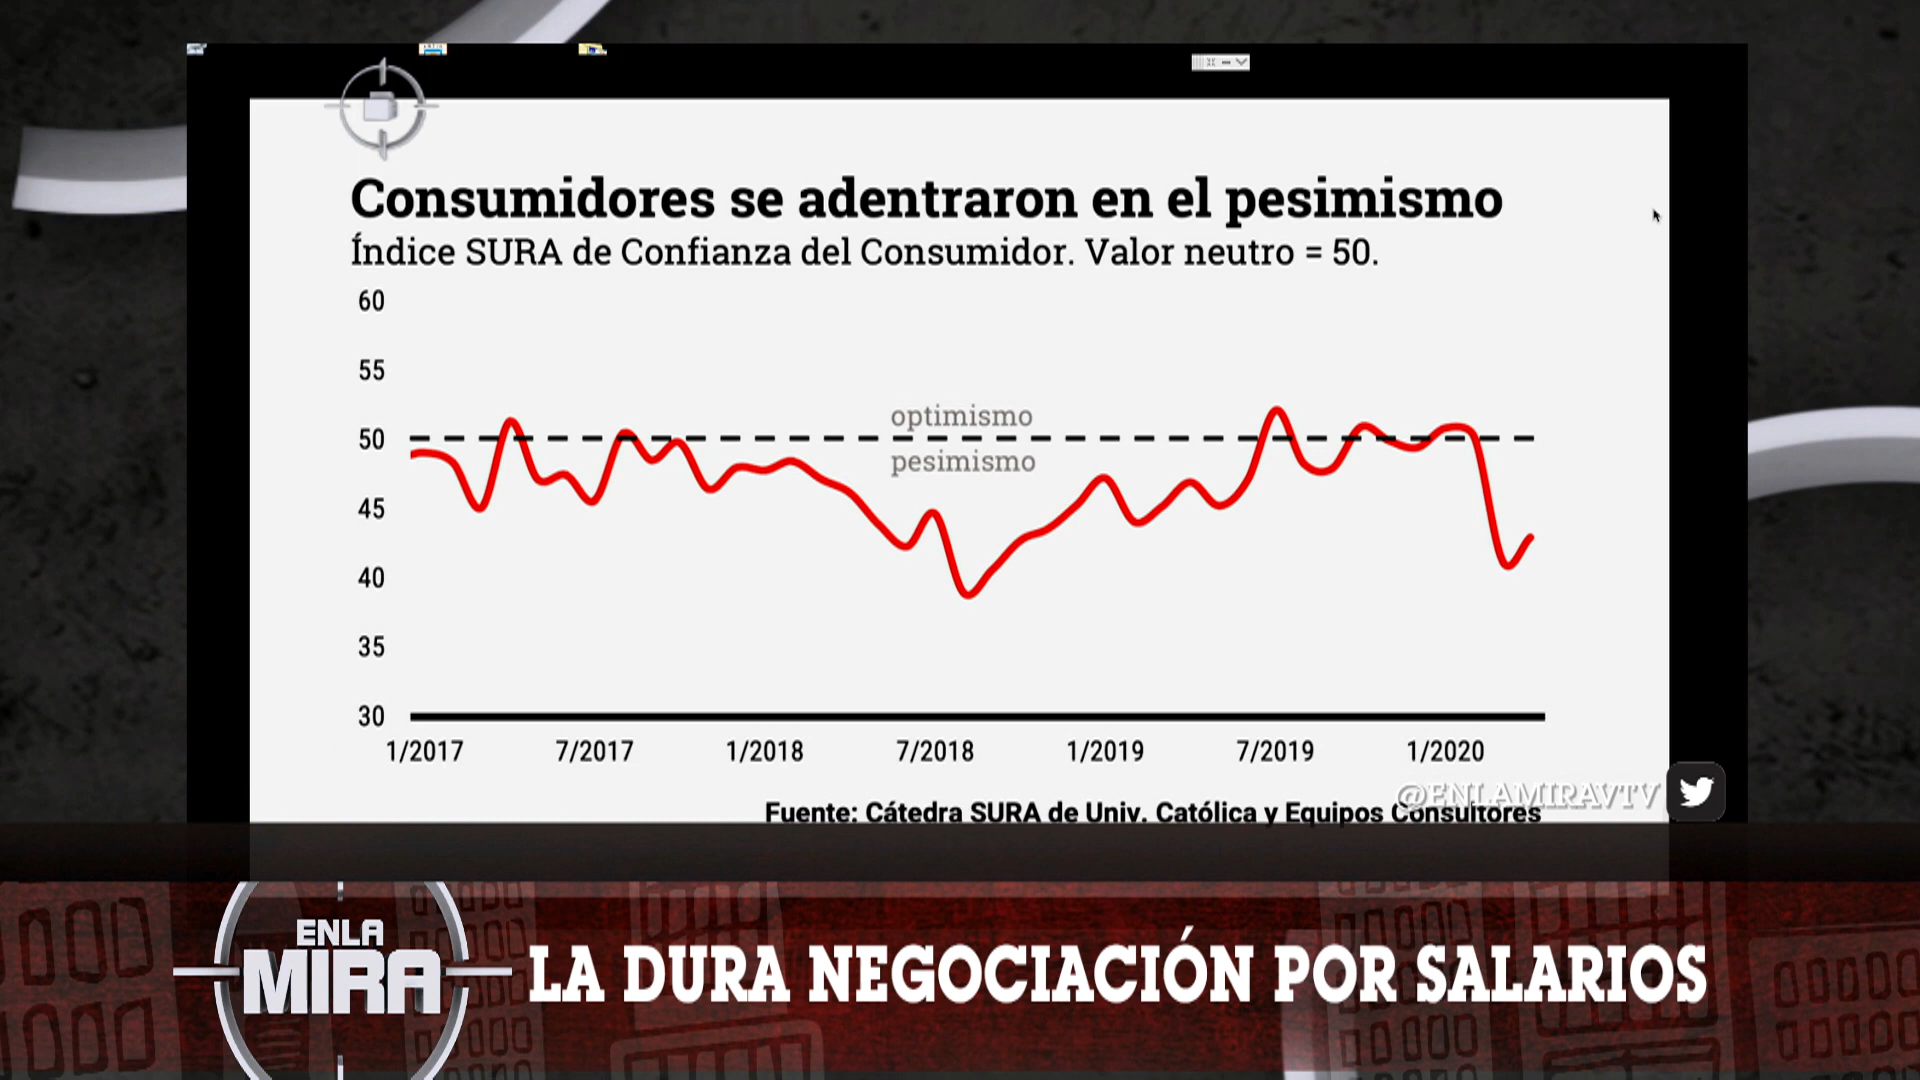 Consumidores se adentraron en el pesimismo
Índice SURA de Confianza del Consumidor. Valor neutro = 50.
60
55
50
45
40
35
30
optimismo
pesimismo
1/2017 7/2017 1/2018 7/2018 1/2019 7/2019 1/2020
@ENLAMIRAVTV
Fuente: Cátedra SURA de Univ. Católica y Equipos Consultores
EN LA
MIRA
LA DURA NEGOCIACIÓN POR SALARIOS